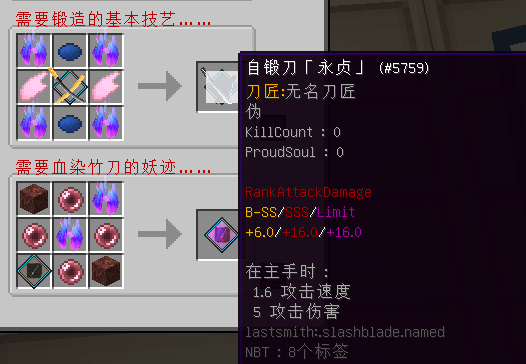 需要锻造的基本技艺……
自锻刀「永贞」 (#5759)
刀匠:无名刀匠
伪
KillCount : 0
ProudSoul : 0
需要血染竹刀的妖迹……
RankAttackDamage
B-SS/SSS/Limit
+6.0/+16.0/+16.0
在主手时：
1.6 攻击速度
5 攻击伤害
lastsmith:slashblade.named
NBT：8个标签